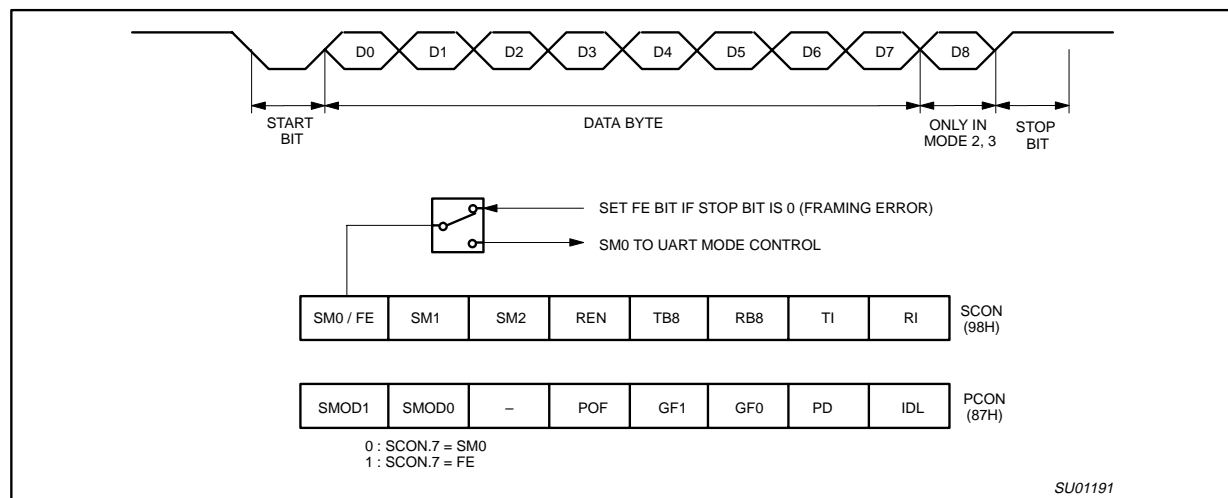 D0 D1 D2 D3 D4 D5 D6 D7 D8
START
BIT
DATA BYTE
ONLY IN
MODE 2, 3
STOP
BIT
SET FE BIT IF STOP BIT IS 0 (FRAMING ERROR)
SM0 TO UART MODE CONTROL
SM0 / FE SM1 SM2 REN TB8 RB8 TI RI
SCON
(98H)
SMOD1 SMOD0 – POF GF1 GF0 PD IDL
PCON
(87H)
0 : SCON.7 = SM0
1 : SCON.7 = FE
SU01191